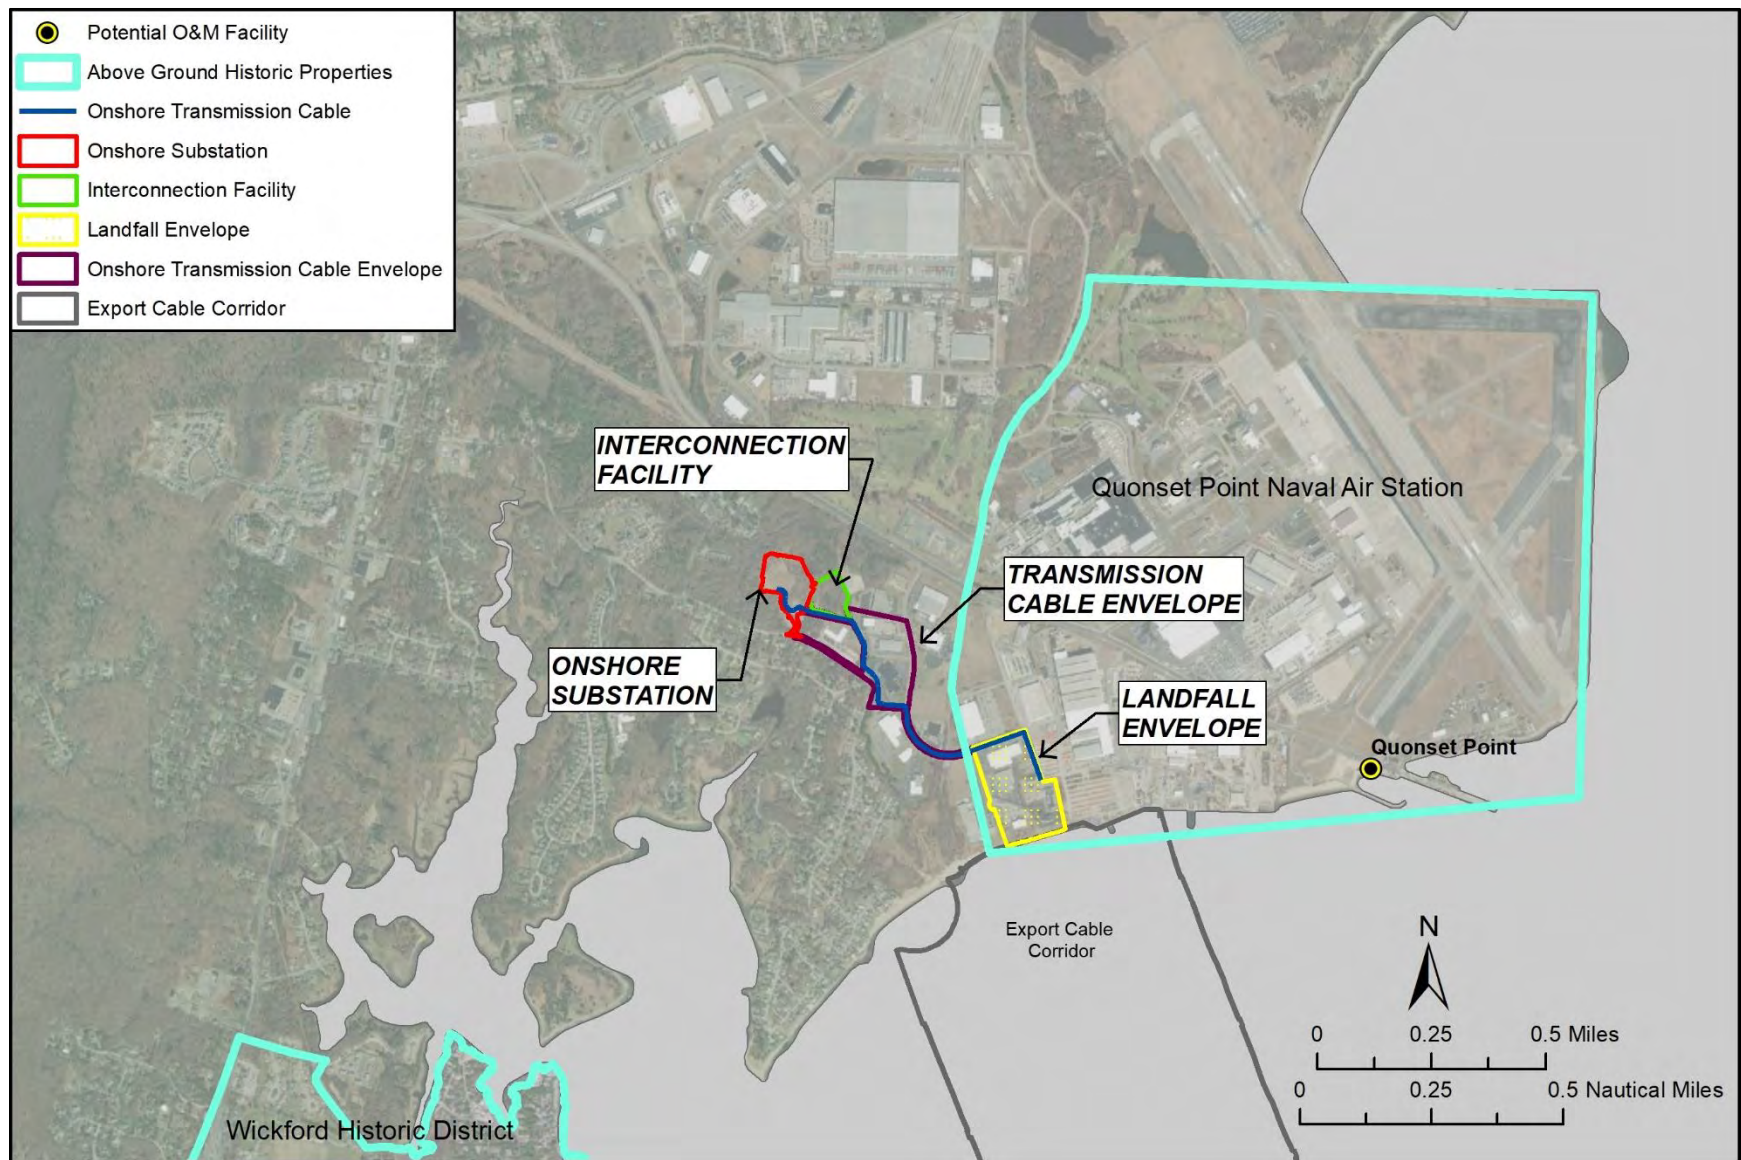 Potential O&M Facility
Above Ground Historic Properties
Onshore Transmission Cable
Onshore Substation
Interconnection Facility
Landfall Envelope
Onshore Transmission Cable Envelope
Export Cable Corridor
INTERCONNECTION
FACILITY
Quonset Point Naval Air Station
TRANSMISSION
CABLE ENVELOPE
ONSHORE
SUBSTATION
LANDFALL
ENVELOPE
Quonset Point
Export Cable
Corridor
N
0 0.25 0.5 Miles
0 0.25 0.5 Nautical Miles
Wickford Historic District